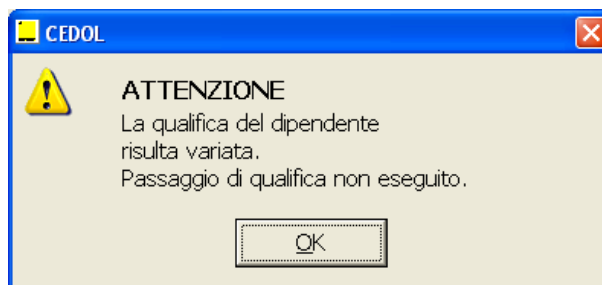 CEDOL
ATTENZIONE
La qualifica del dipendente
risulta variata.
Passaggio di qualifica non eseguito.
OK